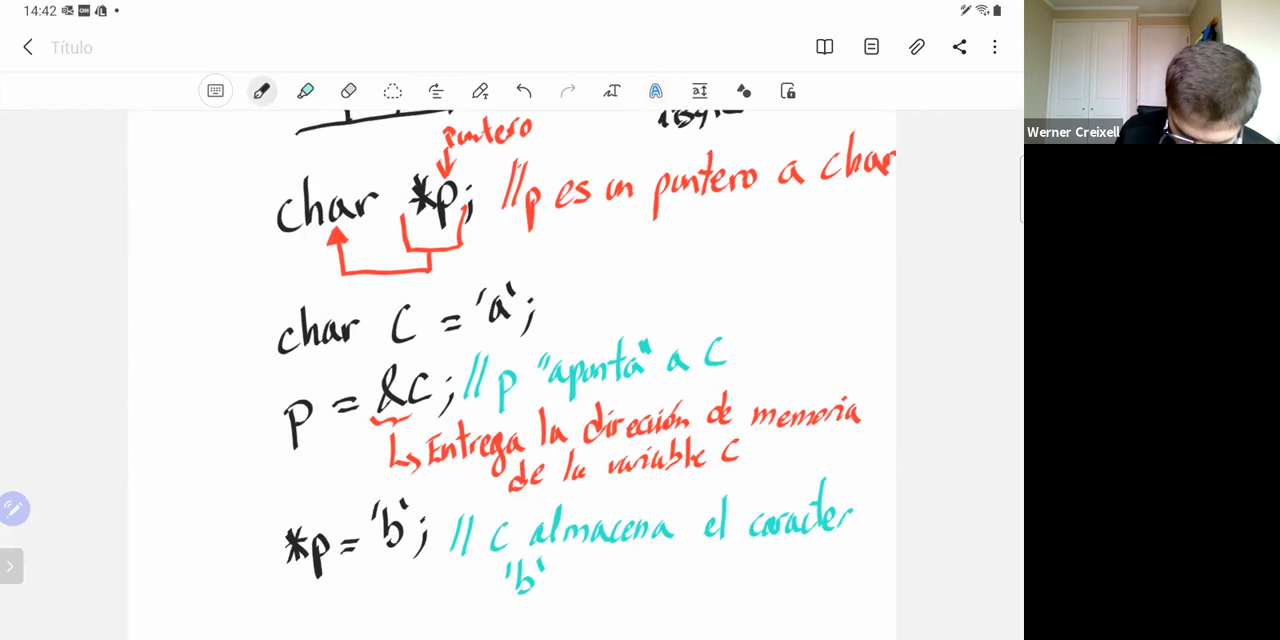 14:42
Título
Werner Creixell
puntero
char *p; //p es un puntero a char
char c = 'a';
p = &c; //p "apunta" a c
Entrega la dirección de memoria
de la variable c
*p = 'b'; // c almacena el caracter
'b'